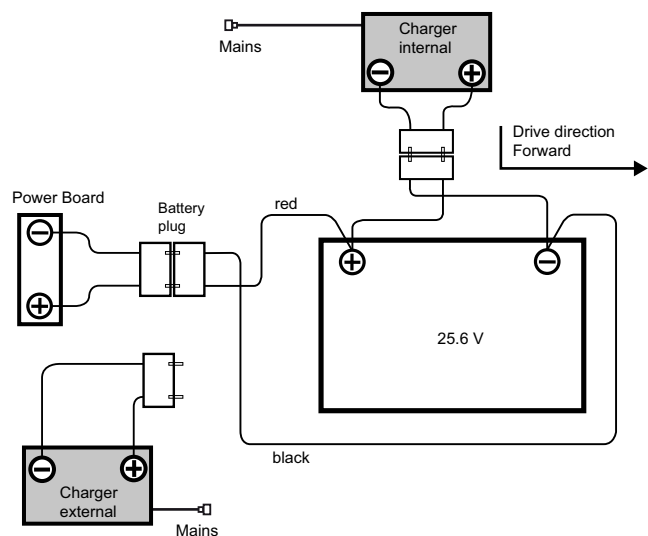 Charger
internal
Mains
Drive direction
Forward
Power Board
Battery
plug
red
25.6 V
black
Charger
external
Mains